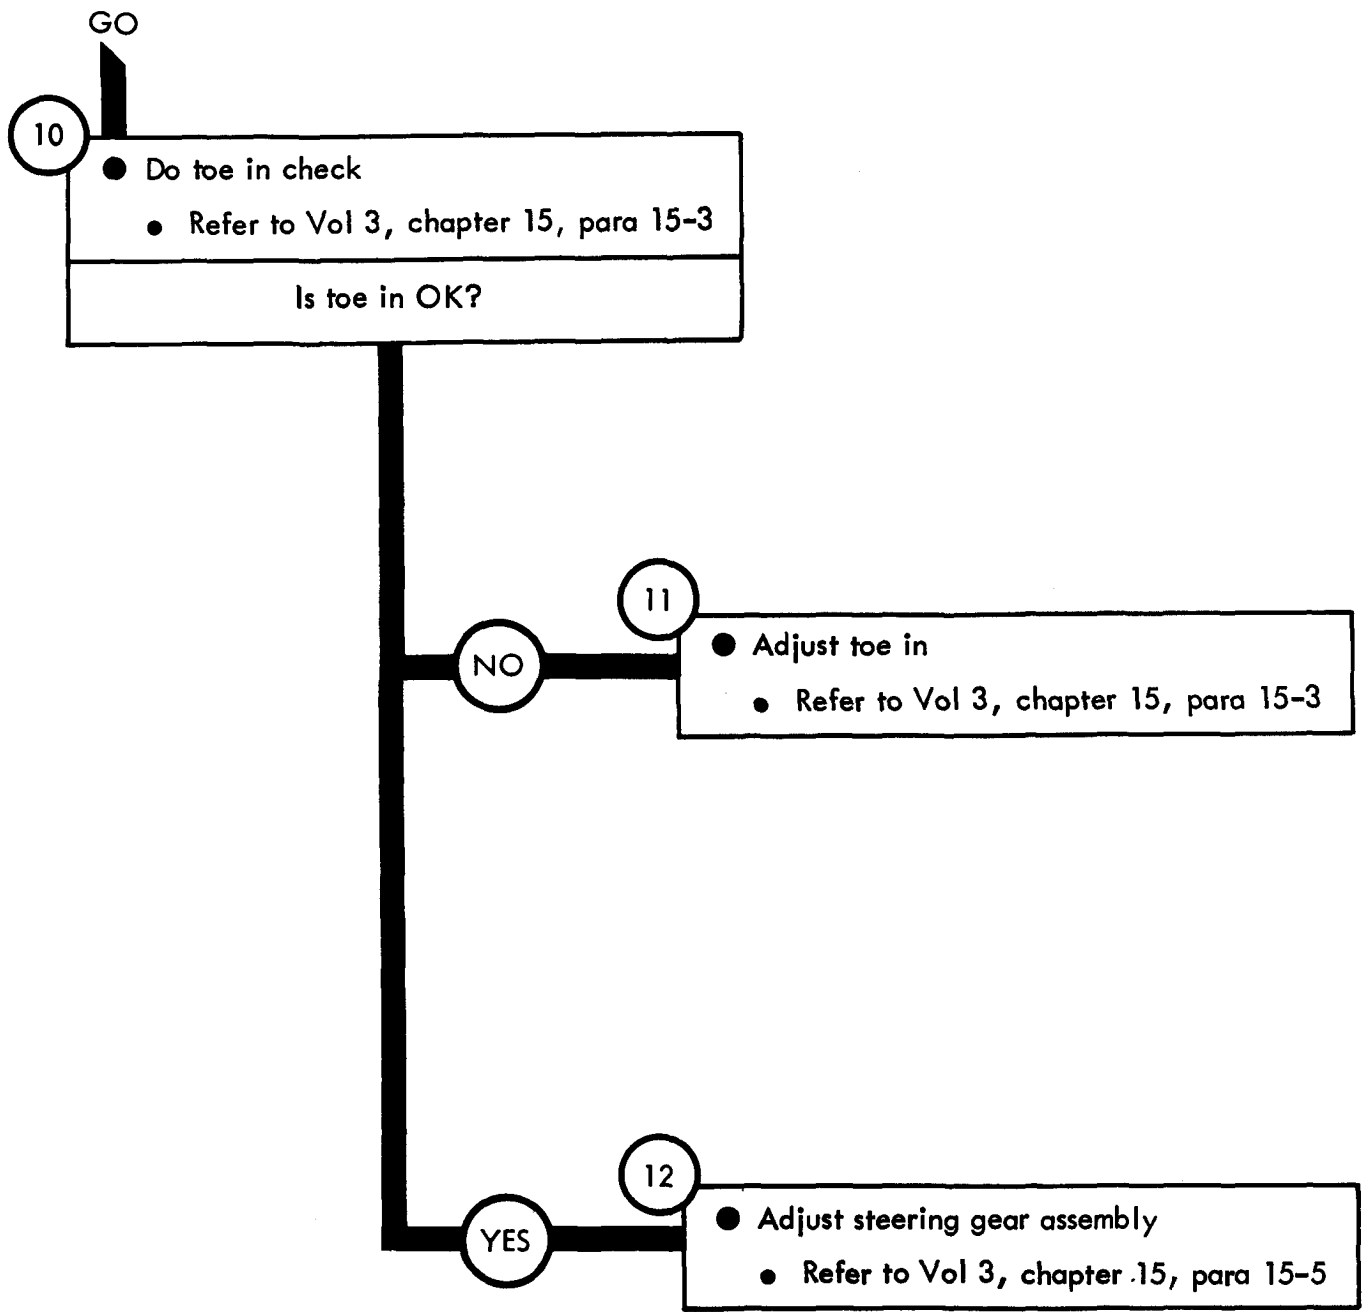 GO
10
● Do toe in check
● Refer to Vol 3, chapter 15, para 15-3
Is toe in OK?
11
NO
● Adjust toe in
● Refer to Vol 3, chapter 15, para 15-3
12
YES
● Adjust steering gear assembly
● Refer to Vol 3, chapter 15, para 15-5